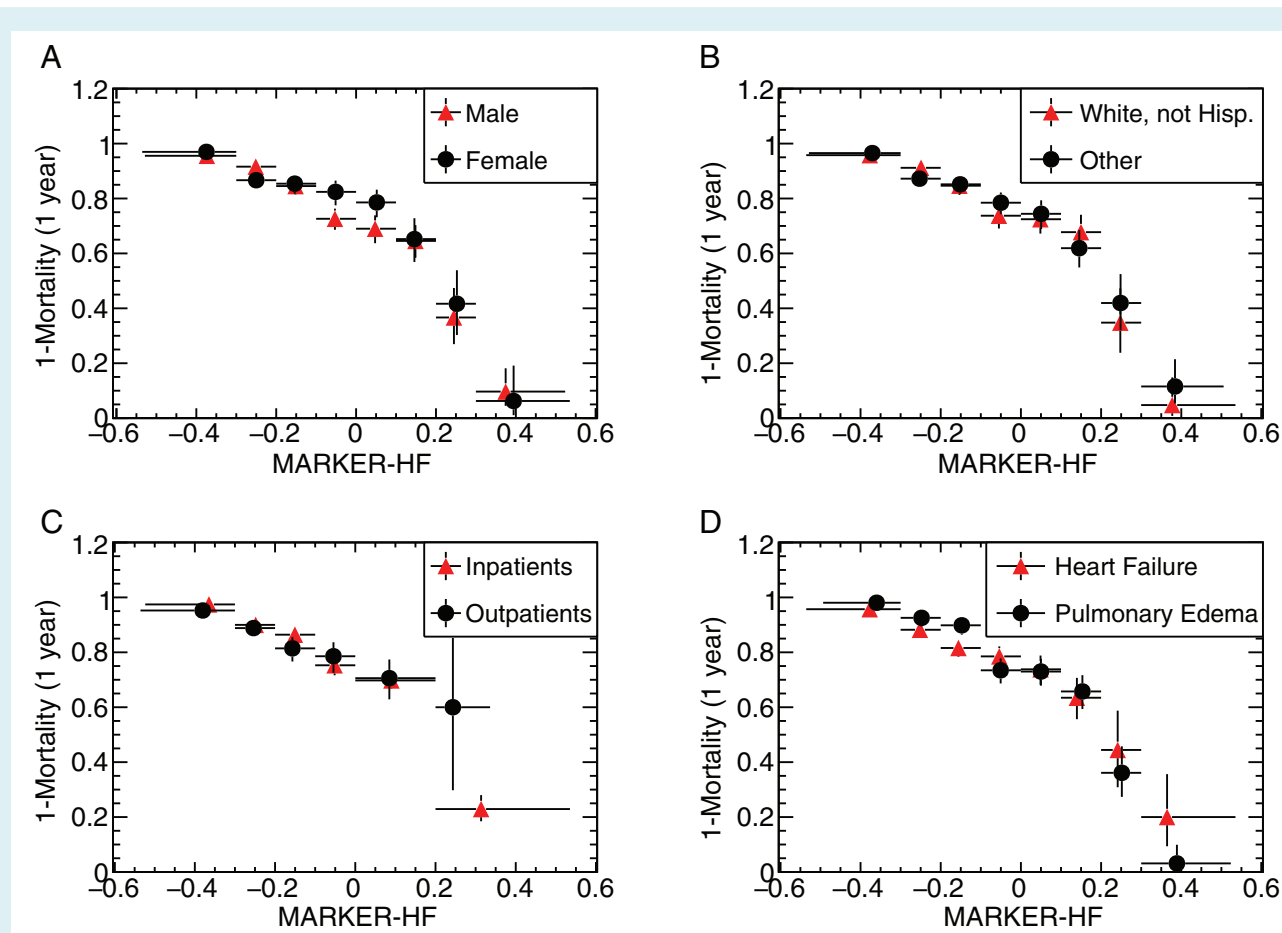 A
1-Mortality (1 year)
1.2
1
0.8
0.6
0.4
0.2
0
−0.6 −0.4 −0.2 0 0.2 0.4 0.6
MARKER-HF
Male
Female
B
1-Mortality (1 year)
1.2
1
0.8
0.6
0.4
0.2
0
−0.6 −0.4 −0.2 0 0.2 0.4 0.6
MARKER-HF
White, not Hisp.
Other
C
1-Mortality (1 year)
1.2
1
0.8
0.6
0.4
0.2
0
−0.6 −0.4 −0.2 0 0.2 0.4 0.6
MARKER-HF
Inpatients
Outpatients
D
1-Mortality (1 year)
1.2
1
0.8
0.6
0.4
0.2
0
−0.6 −0.4 −0.2 0 0.2 0.4 0.6
MARKER-HF
Heart Failure
Pulmonary Edema